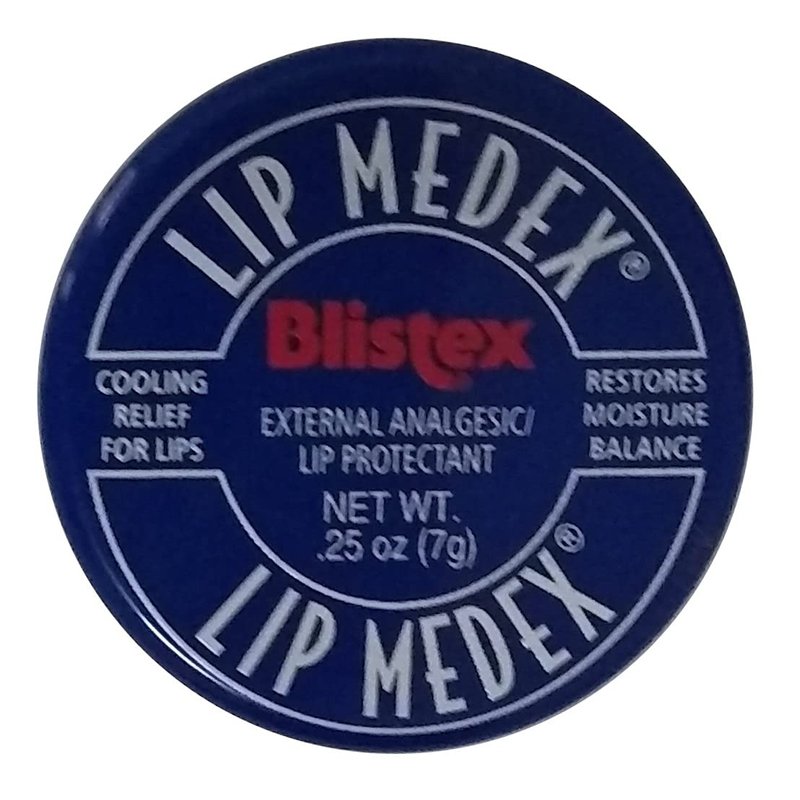 LIP MEDEX®
Blistex
COOLING
RELIEF
FOR LIPS
EXTERNAL ANALGESIC/
LIP PROTECTANT
NET WT.
.25 oz (7g)
RESTORES
MOISTURE
BALANCE
LIP MEDEX®